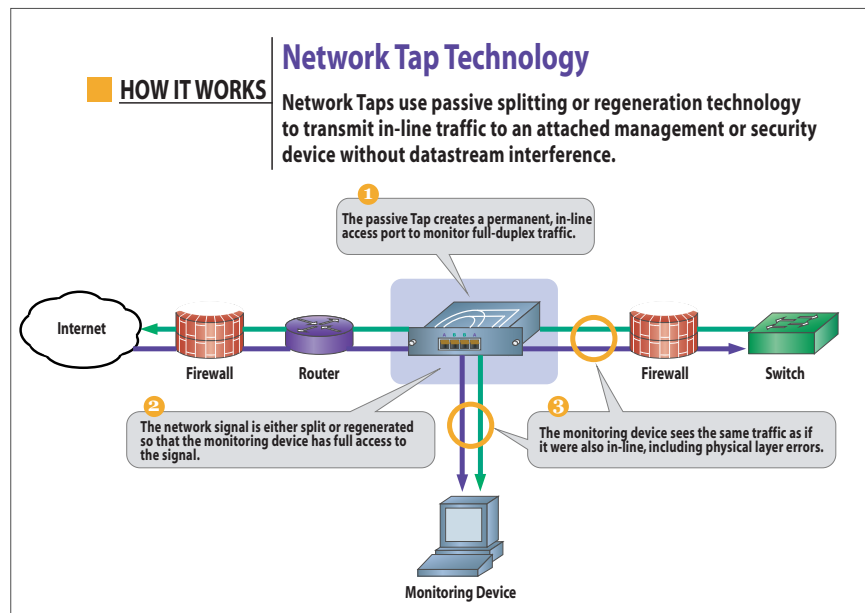 HOW IT WORKS
Network Tap Technology
Network Taps use passive splitting or regeneration technology
to transmit in-line traffic to an attached management or security
device without datastream interference.
1
The passive Tap creates a permanent, in-line
access port to monitor full-duplex traffic.
Internet
Firewall
Router
A B B A
Firewall
Switch
2
The network signal is either split or regenerated
so that the monitoring device has full access to
the signal.
3
The monitoring device sees the same traffic as if
it were also in-line, including physical layer errors.
Monitoring Device